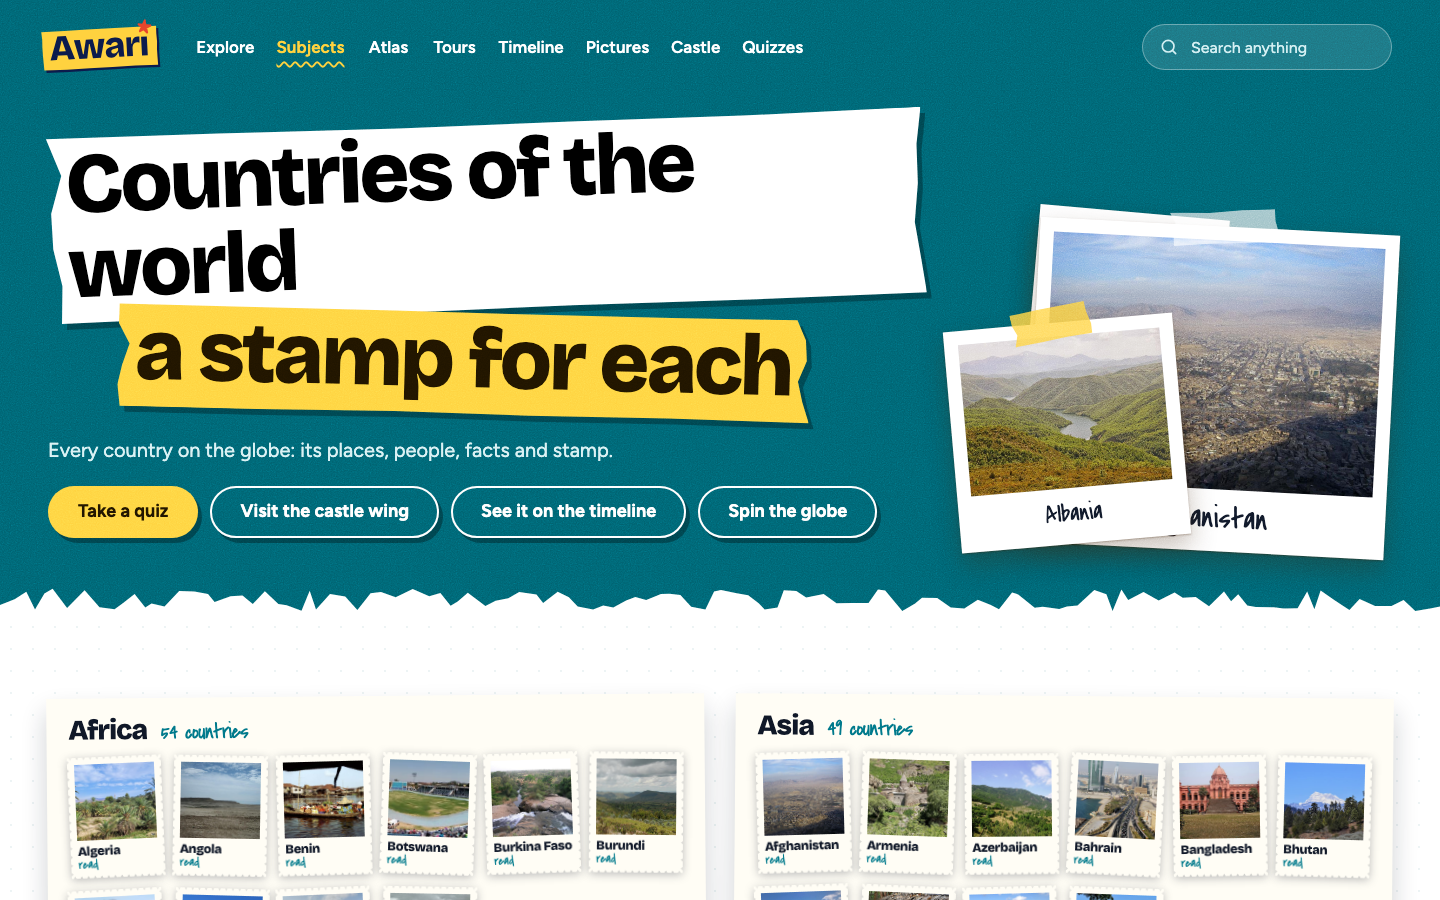 Awari
Explore Subjects Atlas Tours Timeline Pictures Castle Quizzes
Search anything
Countries of the
world
a stamp for each
Every country on the globe: its places, people, facts and stamp.
Take a quiz
Visit the castle wing
See it on the timeline
Spin the globe
Albania
anistan
Africa 54 countries
Algeria
read
Angola
read
Benin
read
Botswana
read
Burkina Faso
read
Burundi
read
Asia 49 countries
Afghanistan
read
Armenia
read
Azerbaijan
read
Bahrain
read
Bangladesh
read
Bhutan
read